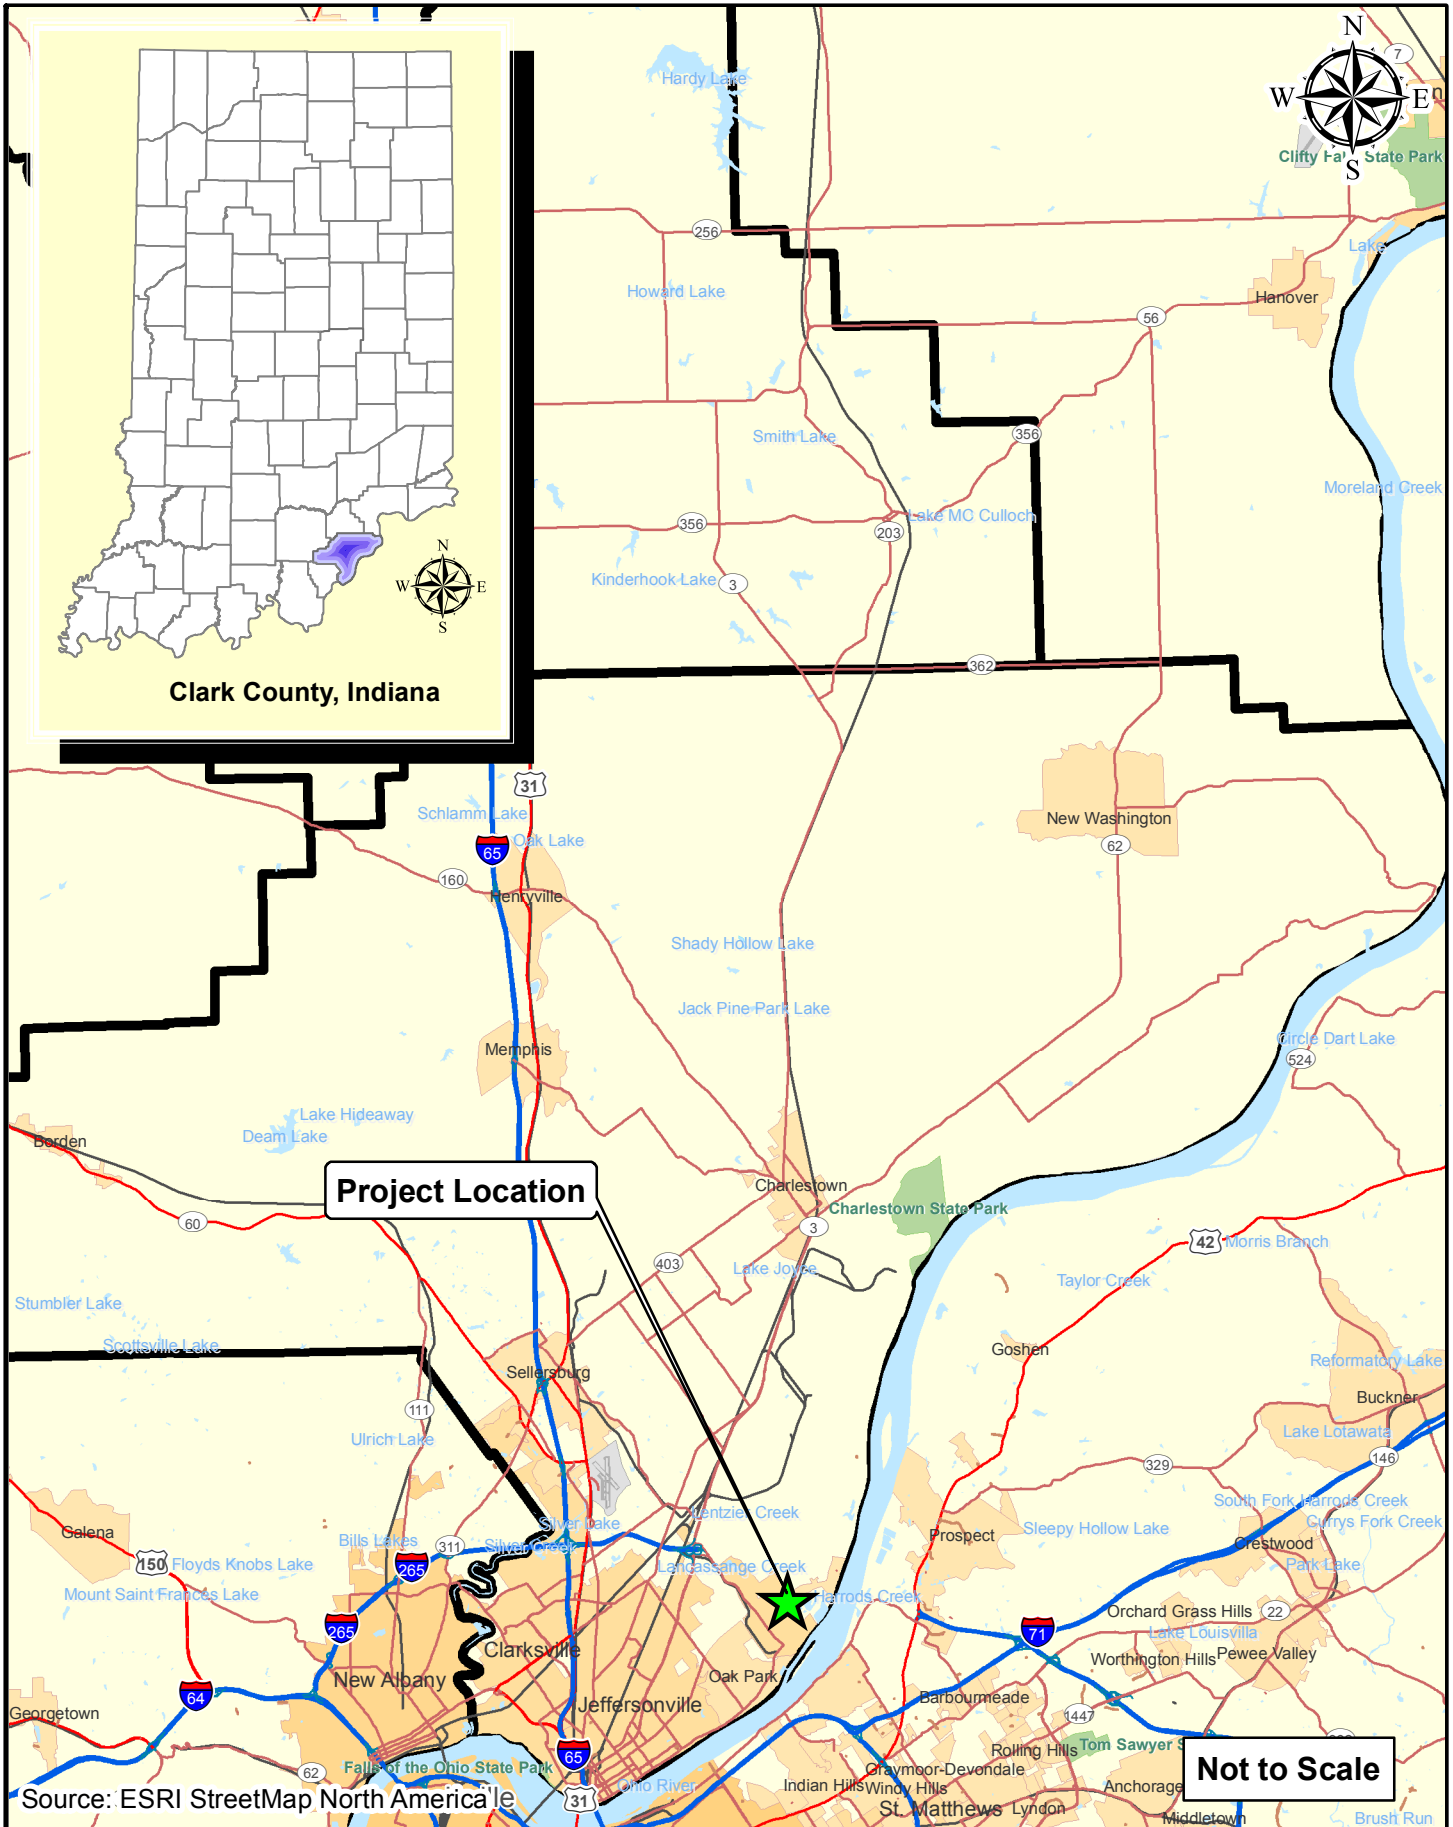 N
W E
S
7
Clifty Fa State Park
Hardy Lake
256
Lake
Howard Lake
Hanover
56
Smith Lake
356
Moreland Creek
356
Lake MC Culloch
203
Kinderhook Lake
3
N
W E
S
Clark County, Indiana
362
31
Schlamm Lake
Oak Lake
65
New Washington
62
160
Henryville
Shady Hollow Lake
Jack Pine Park Lake
Circle Dart Lake
524
Memphis
Lake Hideaway
Deam Lake
Borden
Project Location
Charlestown
Charlestown State Park
60
3
42
Morris Branch
403
Lake Joyce
Taylor Creek
Stumbler Lake
Scottsville Lake
Goshen
Reformatory Lake
Sellersburg
Buckner
111
Ulrich Lake
Lake Lotawata
146
329
South Fork Harrods Creek
Currys Fork Creek
Lentzier Creek
Silver Lake
Galena
Prospect
Sleepy Hollow Lake
Crestwood
Bills Lakes
311
Silver Creek
150
Floyds Knobs Lake
265
Lancassange Creek
Park Lake
Mount Saint Frances Lake
Harrods Creek
Orchard Grass Hills
22
265
71
Lake Louisvilla
Clarksville
Worthington Hills
Pewee Valley
New Albany
Oak Park
64
Jeffersonville
Barbourmeade
Georgetown
1447
Rolling Hills
Tom Sawyer S
65
Falls of the Ohio State Park
Graymoor-Devondale
Not to Scale
62
Ohio River
Indian Hills
Windy Hills
Anchorage
Source: ESRI StreetMap North America
le
31
St. Matthews
Lyndon
Middletown
Brush Run